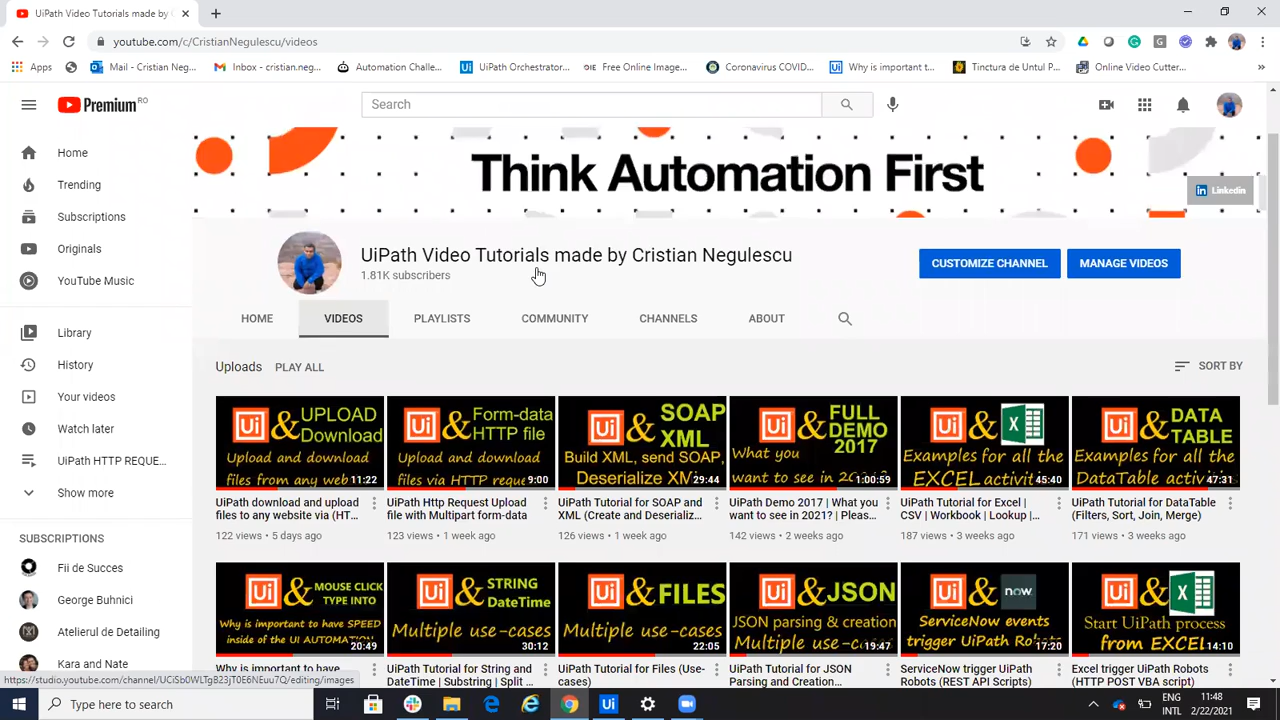 UiPath Video Tutorials made by C
youtube.com/c/CristianNegulescu/videos
Apps
Mail - Cristian Neg...
Inbox - cristian.neg...
Automation Challe...
UiPath Orchestrator...
Free Online Image...
Coronavirus COVID...
Why is important t...
Tinctura de Untul P...
Online Video Cutter...
Premium RO
Search
Home
Trending
Subscriptions
Originals
YouTube Music
Library
History
Your videos
Watch later
UiPath HTTP REQUE...
Show more
SUBSCRIPTIONS
Fii de Succes
George Buhnici
Atelierul de Detailing
Kara and Nate
Think Automation First
in Linkedin
UiPath Video Tutorials made by Cristian Negulescu
1.81K subscribers
CUSTOMIZE CHANNEL
MANAGE VIDEOS
HOME
VIDEOS
PLAYLISTS
COMMUNITY
CHANNELS
ABOUT
Uploads
PLAY ALL
SORT BY
Ui & UPLOAD Download
Upload and download
files from any web
11:22
UiPath download and upload
files to any website via (HT...
122 views • 5 days ago
Ui & Form-data HTTP file
Upload and download
files via HTTP reque
9:00
UiPath Http Request Upload
file with Multipart form-data
123 views • 1 week ago
Ui & SOAP XML
Build XML, send SOAP,
Deserialize XM
29:44
UiPath Tutorial for SOAP and
XML (Create and Deserializ...
126 views • 1 week ago
Ui & FULL DEMO 2017
What you
want to see in 20
1:00:59
UiPath Demo 2017 | What you
want to see in 2021? | Pleas...
142 views • 2 weeks ago
Ui &
Examples for all the
EXCEL activiti
45:40
UiPath Tutorial for Excel |
CSV | Workbook | Lookup |...
187 views • 3 weeks ago
Ui & DATA TABLE
Examples for all the
DataTable activit
47:31
UiPath Tutorial for DataTable
(Filters, Sort, Join, Merge)
171 views • 3 weeks ago
Ui & MOUSE CLICK TYPE INTO
Why is important to have SPEED
inside of the UI AUTOMATION
20:49
Why is important to have
Ui & STRING DateTime
Multiple use-cases
30:12
UiPath Tutorial for String and
DateTime | Substring | Split
Ui & FILES
Multiple use-cases
22:05
UiPath Tutorial for Files (Use-
cases)
Ui & JSON
JSON parsing & creation
Multiple use-c
19:47
UiPath Tutorial for JSON
Parsing and Creation...
Ui & now
ServiceNow events
trigger UiPath Ro
17:20
ServiceNow trigger UiPath
Robots (REST API Scripts)
Ui &
Start UiPath process
from EXCEL
14:10
Excel trigger UiPath Robots
(HTTP POST VBA script)
https://studio.youtube.com/channel/UCiSb0WLTgB23jT0E6NEuu7Q/editing/images
Type here to search
ENG
INTL
11:48
2/22/2021